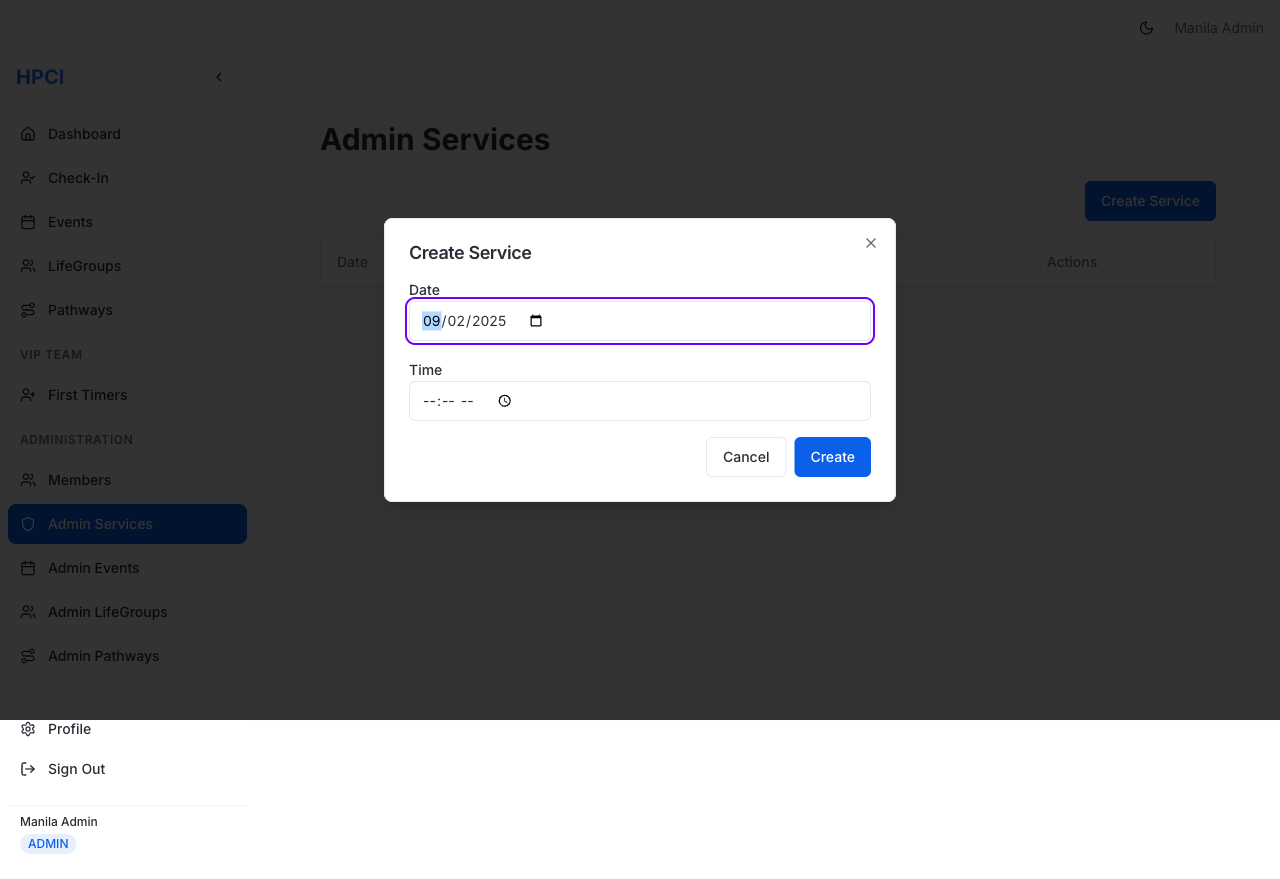 Manila Admin
HPCI
Dashboard
Check-In
Events
LifeGroups
Pathways
VIP TEAM
First Timers
ADMINISTRATION
Members
Admin Services
Admin Events
Admin LifeGroups
Admin Pathways
Profile
Sign Out
Manila Admin
ADMIN
Admin Services
Create Service
Date
Actions
Create Service
Date
09/02/2025
Time
--:-- --
Cancel
Create